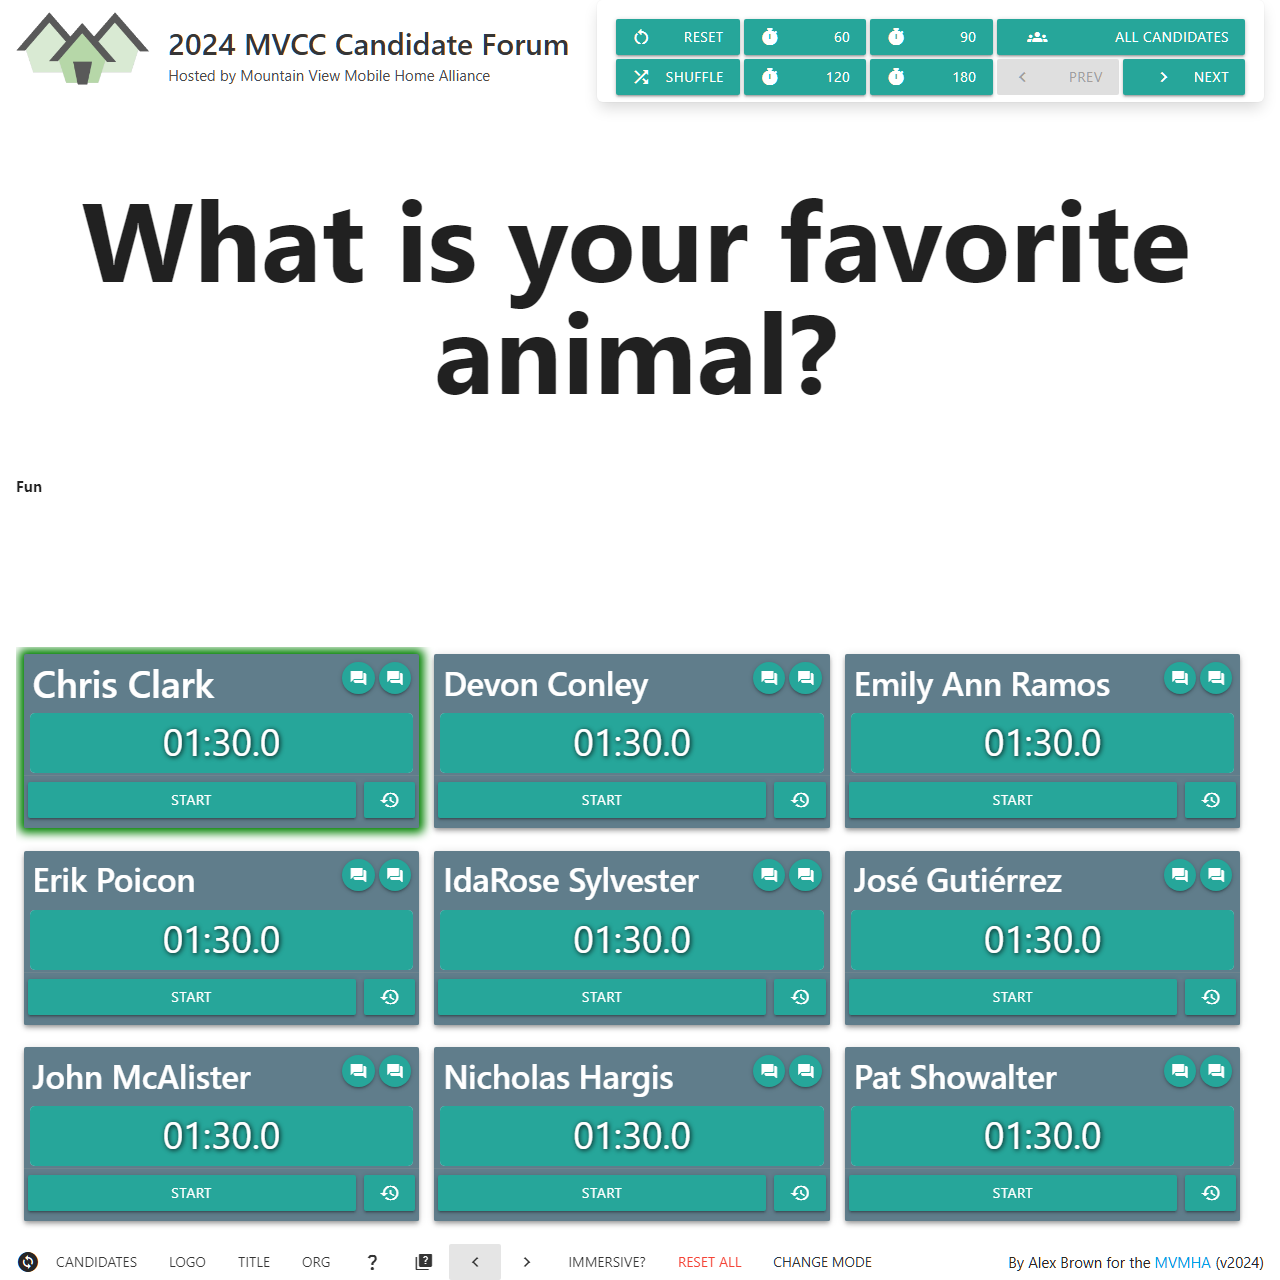 2024 MVCC Candidate Forum
Hosted by Mountain View Mobile Home Alliance
RESET 60 90 ALL CANDIDATES
SHUFFLE 120 180 PREV NEXT
What is your favorite
animal?
Fun
Chris Clark Devon Conley Emily Ann Ramos
01:30.0 01:30.0 01:30.0
START START START
Erik Poicon IdaRose Sylvester José Gutiérrez
01:30.0 01:30.0 01:30.0
START START START
John McAlister Nicholas Hargis Pat Showalter
01:30.0 01:30.0 01:30.0
START START START
CANDIDATES LOGO TITLE ORG ? IMMERSIVE? RESET ALL CHANGE MODE By Alex Brown for the MVMHA (v2024)